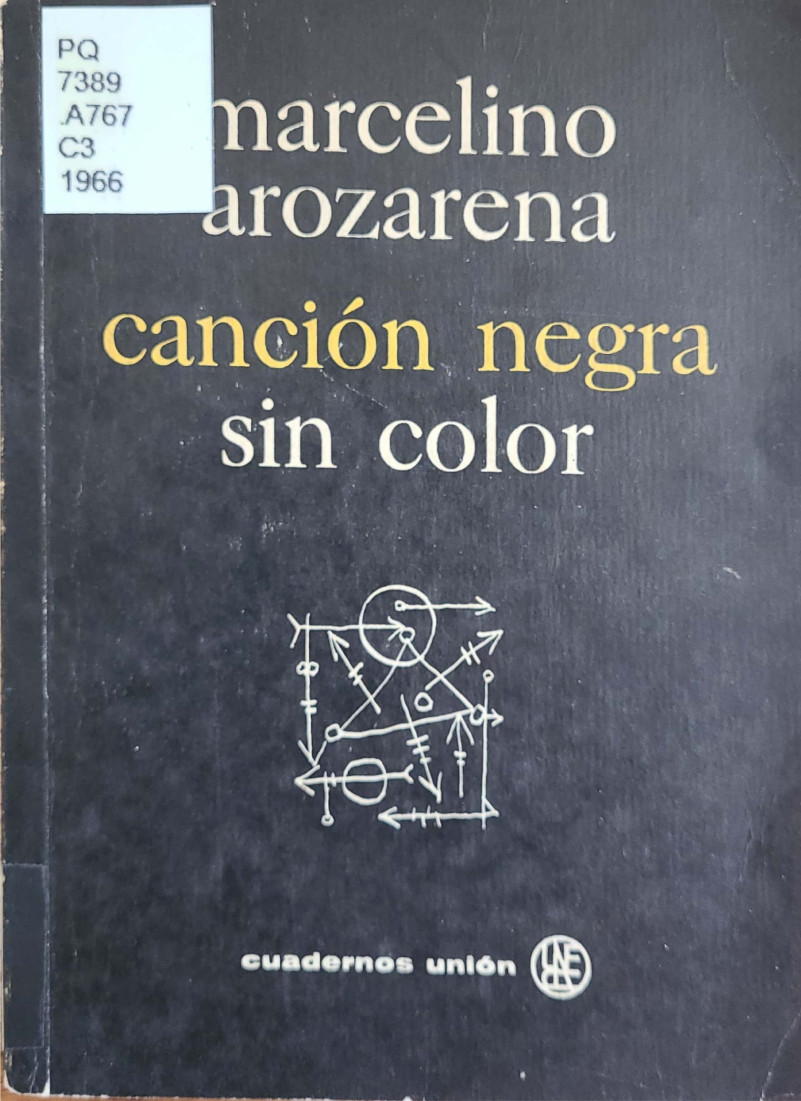 PQ
7389
.A767
C3
1966
marcelino
arozarena
canción negra
sin color
cuadernos unión